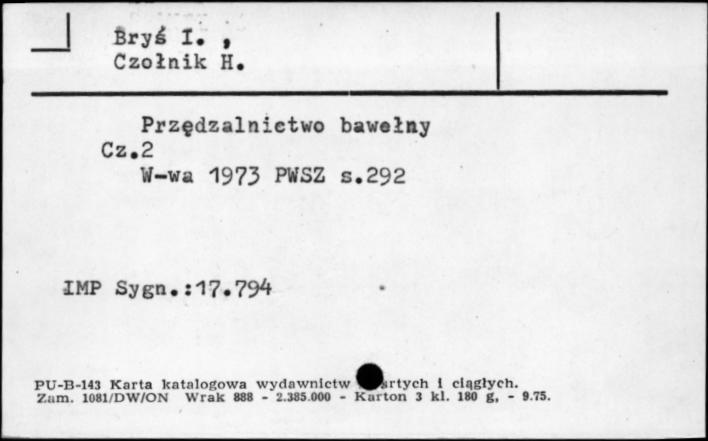 Bryś I. ,
Czołnik H.
Przędzalnictwo bawełny
Cz.2
W-wa 1973 PWSZ s.292
IMP Sygn.:17.794
PU-B-143 Karta katalogowa wydawnictw i ciągłych.
Zam. 1081/DW/ON Wrak 888 - 2.385.000 - Karton 3 kl. 180 g, - 9.75.